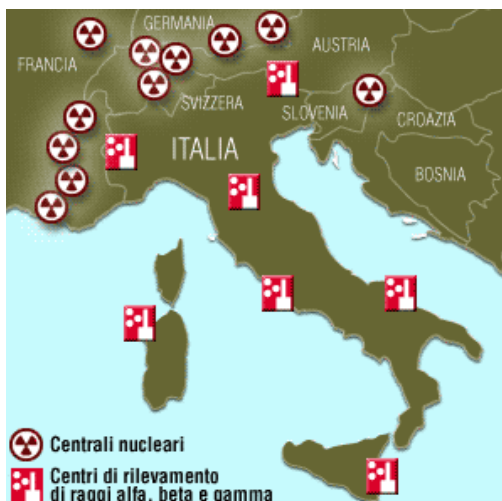 GERMANIA
AUSTRIA
FRANCIA
SVIZZERA
SLOVENIA
CROAZIA
ITALIA
BOSNIA
Centrali nucleari
Centri di rilevamento
di raggi alfa, beta e gamma